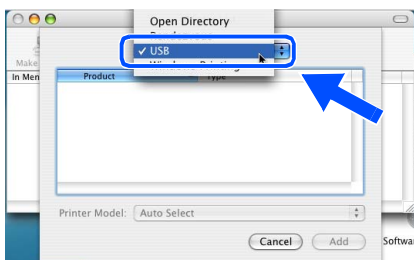 Open Directory
USB
Make
In Men
Product
Type
Printer Model:
Auto Select
Cancel
Add
Softwa